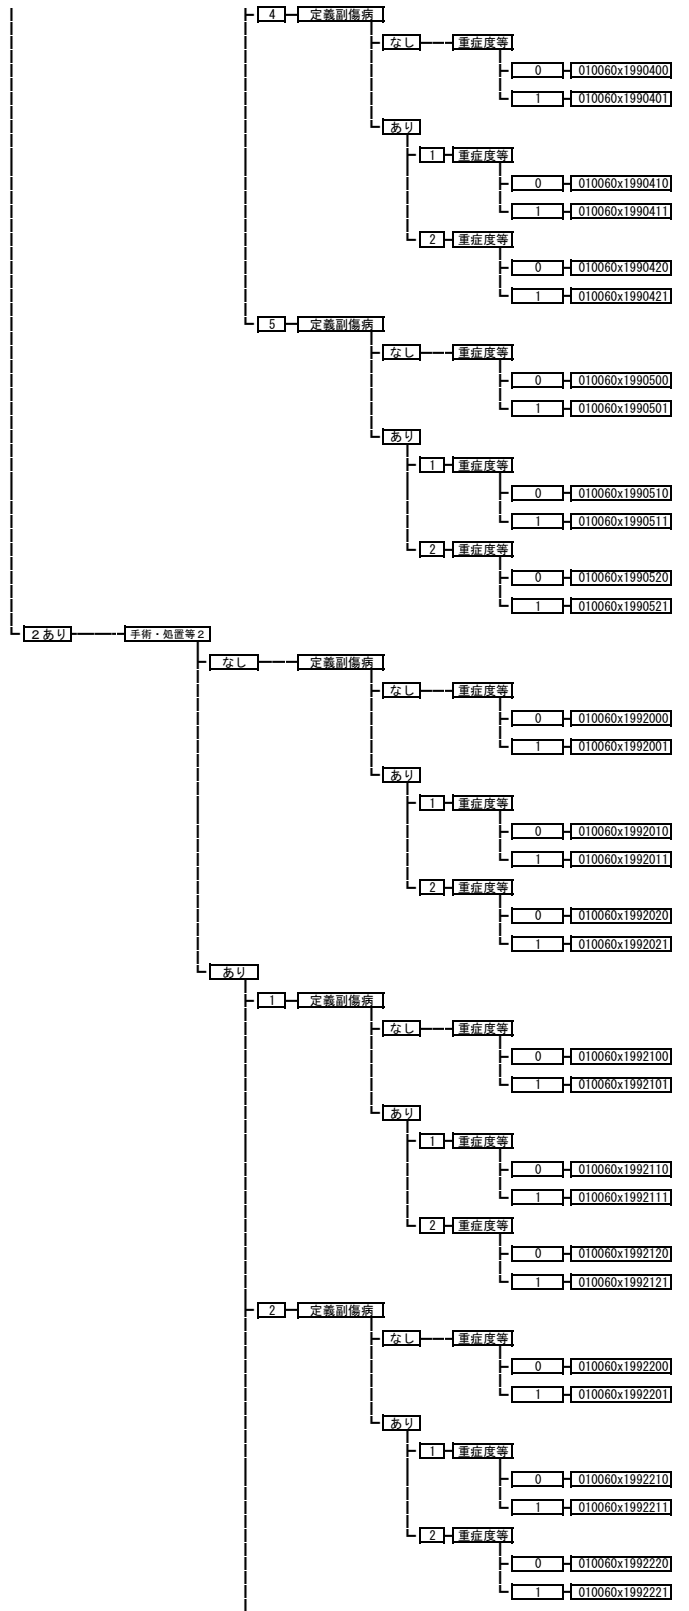 4 定義副傷病
なし 重症度等
0 010060x1990400
1 010060x1990401
あり
1 重症度等
0 010060x1990410
1 010060x1990411
2 重症度等
0 010060x1990420
1 010060x1990421
5 定義副傷病
なし 重症度等
0 010060x1990500
1 010060x1990501
あり
1 重症度等
0 010060x1990510
1 010060x1990511
2 重症度等
0 010060x1990520
1 010060x1990521
2あり 手術・処置等2
なし 定義副傷病
なし 重症度等
0 010060x1992000
1 010060x1992001
あり
1 重症度等
0 010060x1992010
1 010060x1992011
2 重症度等
0 010060x1992020
1 010060x1992021
あり
1 定義副傷病
なし 重症度等
0 010060x1992100
1 010060x1992101
あり
1 重症度等
0 010060x1992110
1 010060x1992111
2 重症度等
0 010060x1992120
1 010060x1992121
2 定義副傷病
なし 重症度等
0 010060x1992200
1 010060x1992201
あり
1 重症度等
0 010060x1992210
1 010060x1992211
2 重症度等
0 010060x1992220
1 010060x1992221